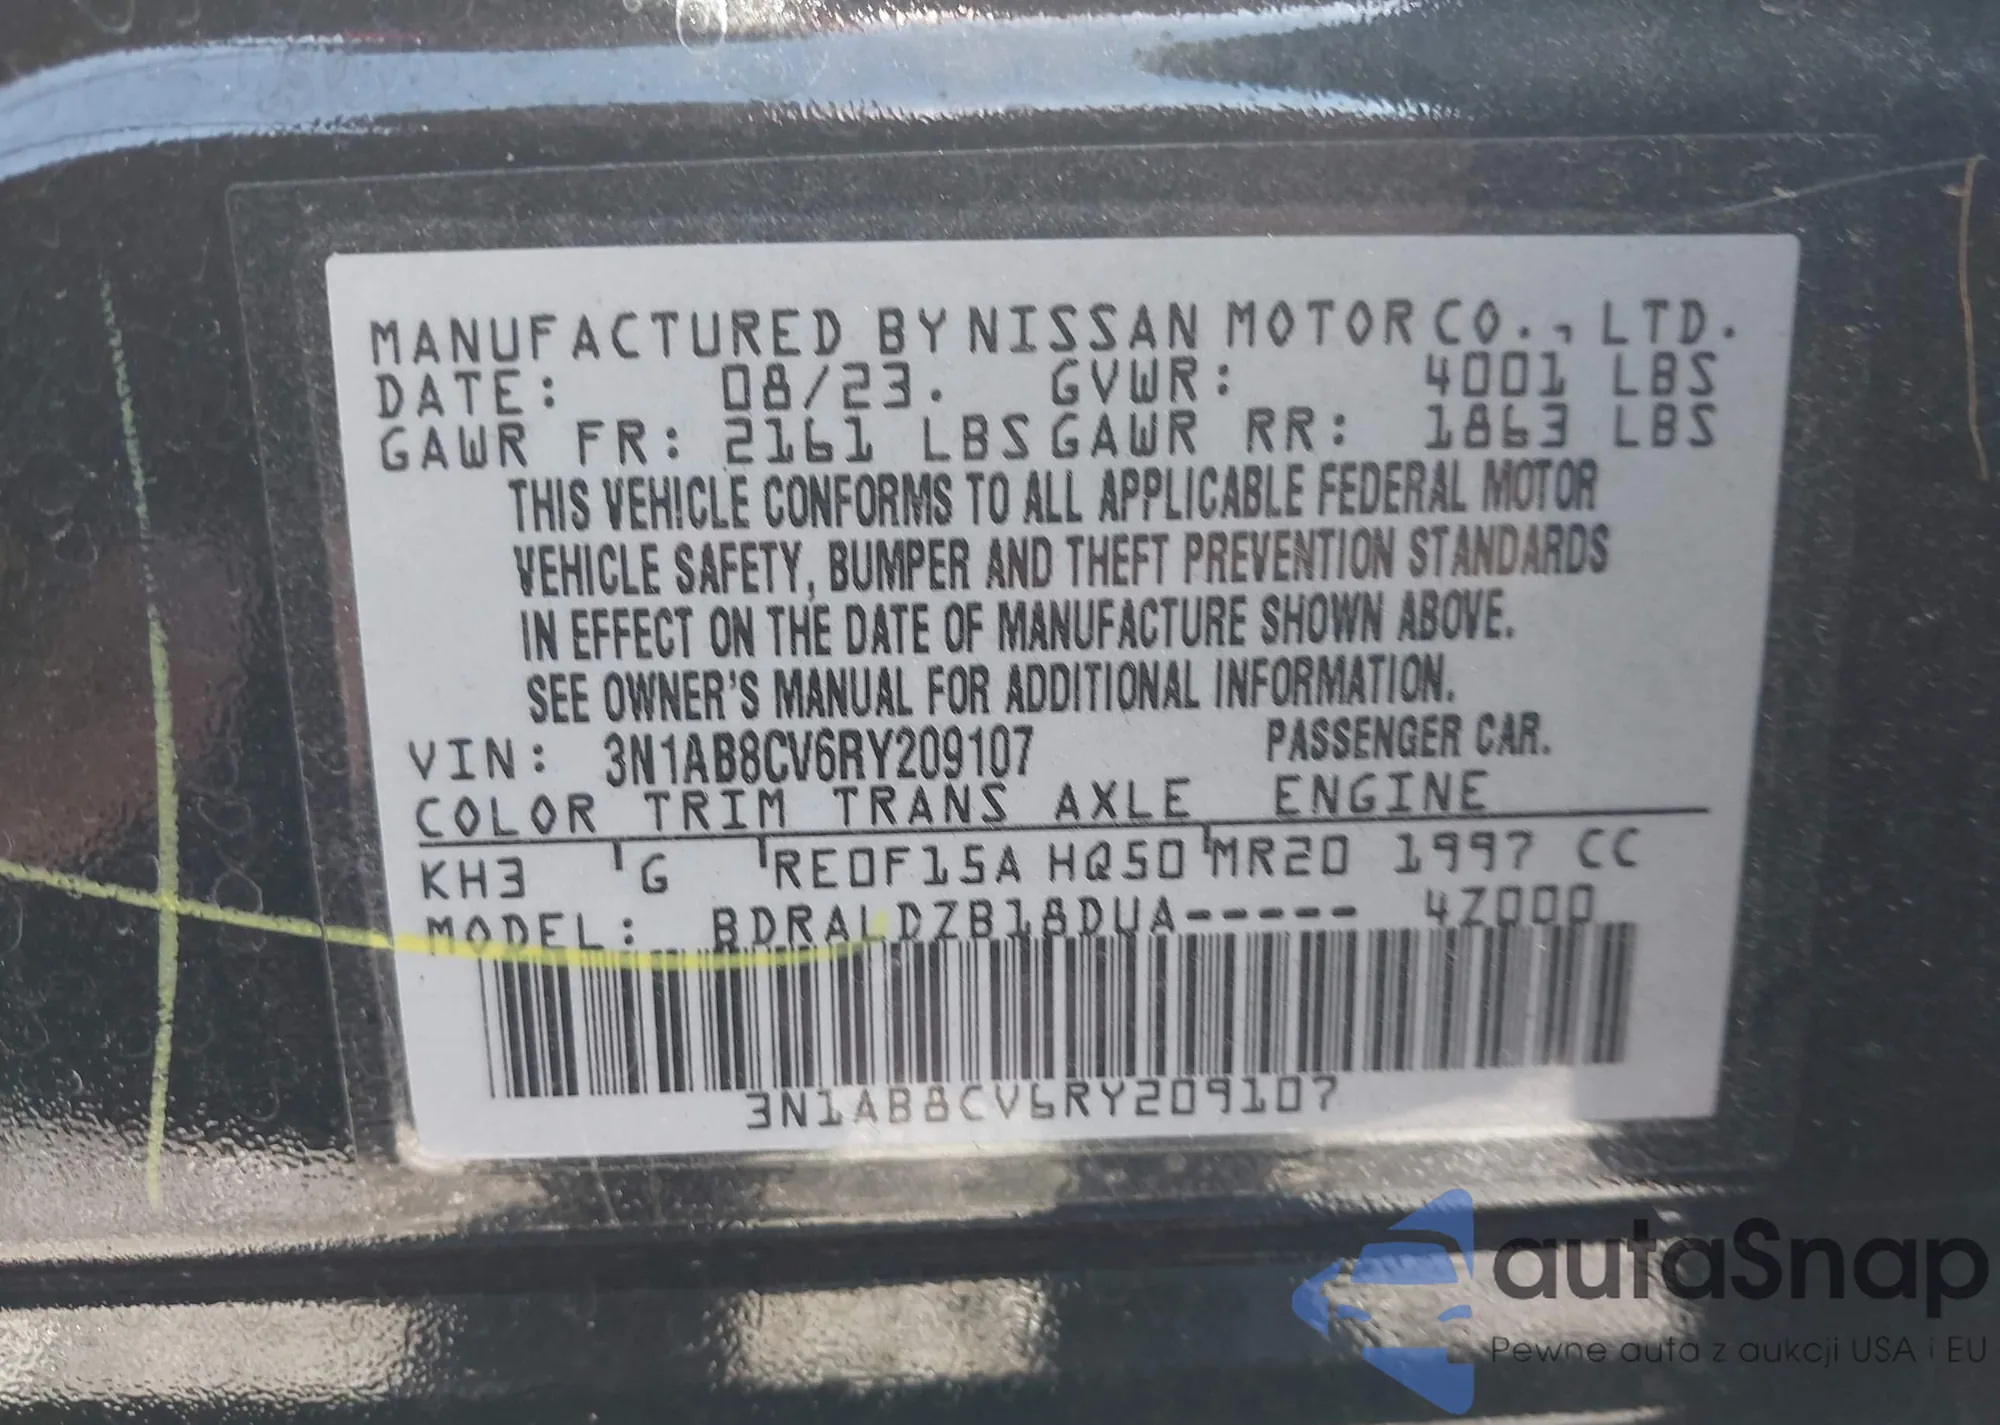 MANUFACTURED BY NISSAN MOTOR CO., LTD.
DATE: 08/23. GVWR: 4001 LBS
GAWR FR: 2161 LBS GAWR RR: 1863 LBS
THIS VEHICLE CONFORMS TO ALL APPLICABLE FEDERAL MOTOR
VEHICLE SAFETY, BUMPER AND THEFT PREVENTION STANDARDS
IN EFFECT ON THE DATE OF MANUFACTURE SHOWN ABOVE.
SEE OWNER'S MANUAL FOR ADDITIONAL INFORMATION.
VIN: 3N1AB8CV6RY209107 PASSENGER CAR.
COLOR TRIM TRANS AXLE ENGINE
KH3 G RE0F15A HQ50 MR20 1997 CC
MODEL: BDRALDZB18DUA----- 4Z000
3N1AB8CV6RY209107
autaSnap
Pewne auta z aukcji USA i EU